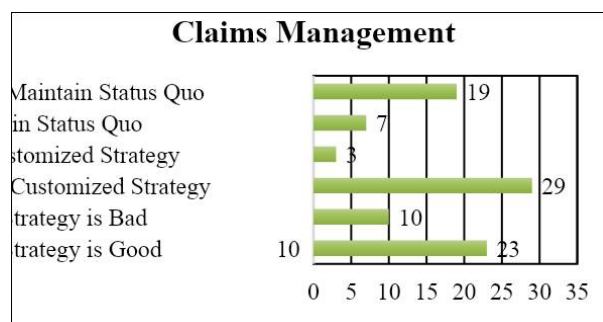 Claims Management
Maintain Status Quo 19
in Status Quo 7
stomized Strategy 3
Customized Strategy 29
trategy is Bad 10
trategy is Good 10 23
0 5 10 15 20 25 30 35